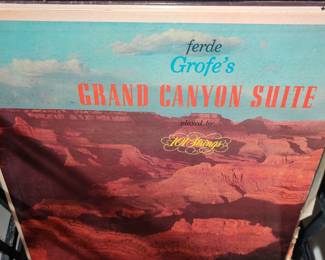 ferde
Grofe's
GRAND CANYON SUITE
played by
101 Strings